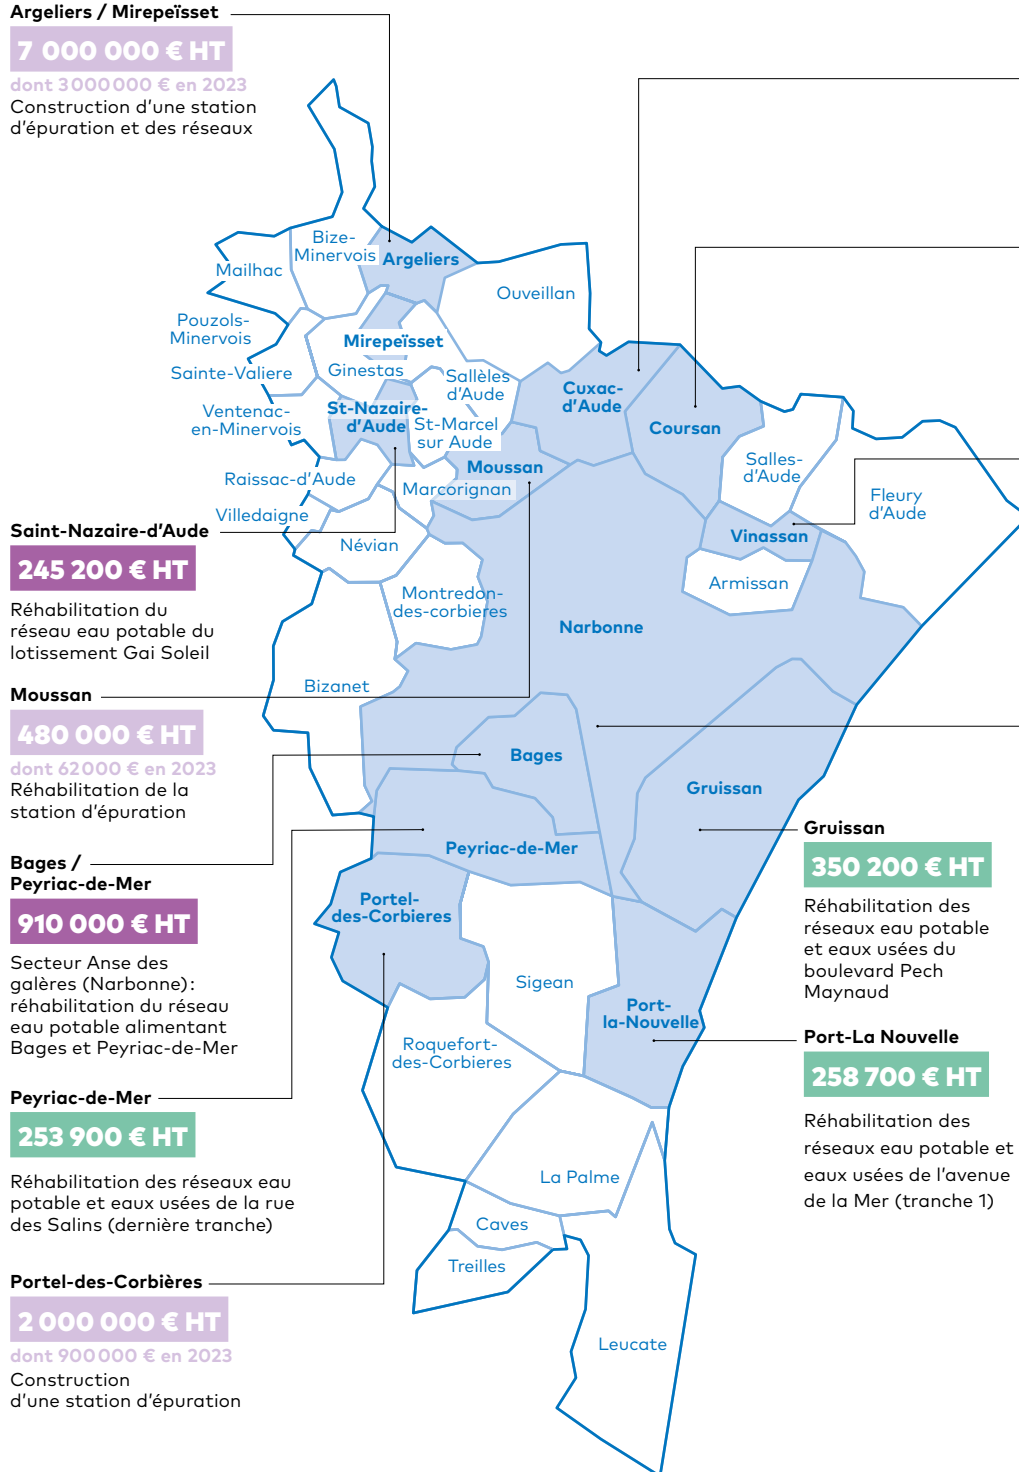 Argeliers / Mirepeïsset
7 000 000 € HT
dont 3 000 000 € en 2023
Construction d'une station
d'épuration et des réseaux
Bize-
Minervois
Argeliers
Mailhac
Ouveillan
Pouzols-
Minervois
Mirepeïsset
Sainte-Valiere
Ginestas
Sallèles
d'Aude
Cuxac-
d'Aude
Ventenac-
en-Minervois
St-Nazaire-
d'Aude
St-Marcel
sur Aude
Coursan
Moussan
Salles-
d'Aude
Raissac-d'Aude
Marcorignan
Fleury
d'Aude
Villedaigne
Vinassan
Névian
Armissan
Montredon-
des-corbieres
Narbonne
Bizanet
Bages
Gruissan
Peyriac-de-Mer
Portel-
des-Corbieres
Sigean
Port-
la-Nouvelle
Roquefort-
des-Corbieres
La Palme
Caves
Treilles
Leucate
Saint-Nazaire-d'Aude
245 200 € HT
Réhabilitation du
réseau eau potable du
lotissement Gai Soleil
Moussan
480 000 € HT
dont 62 000 € en 2023
Réhabilitation de la
station d'épuration
Bages /
Peyriac-de-Mer
910 000 € HT
Secteur Anse des
galères (Narbonne) :
réhabilitation du réseau
eau potable alimentant
Bages et Peyriac-de-Mer
Peyriac-de-Mer
253 900 € HT
Réhabilitation des réseaux eau
potable et eaux usées de la rue
des Salins (dernière tranche)
Portel-des-Corbières
2 000 000 € HT
dont 900 000 € en 2023
Construction
d'une station d'épuration
Gruissan
350 200 € HT
Réhabilitation des
réseaux eau potable
et eaux usées du
boulevard Pech
Maynaud
Port-La Nouvelle
258 700 € HT
Réhabilitation des
réseaux eau potable et
eaux usées de l'avenue
de la Mer (tranche 1)